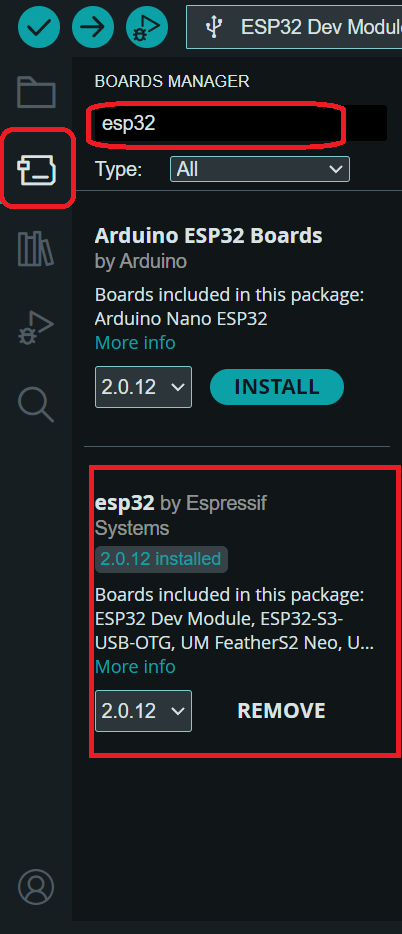 ESP32 Dev Module
BOARDS MANAGER
esp32
Type:
All
Arduino ESP32 Boards
by Arduino
Boards included in this package:
Arduino Nano ESP32
More info
2.0.12
INSTALL
esp32 by Espressif
Systems
2.0.12 installed
Boards included in this package:
ESP32 Dev Module, ESP32-S3-
USB-OTG, UM FeatherS2 Neo, U...
More info
2.0.12
REMOVE